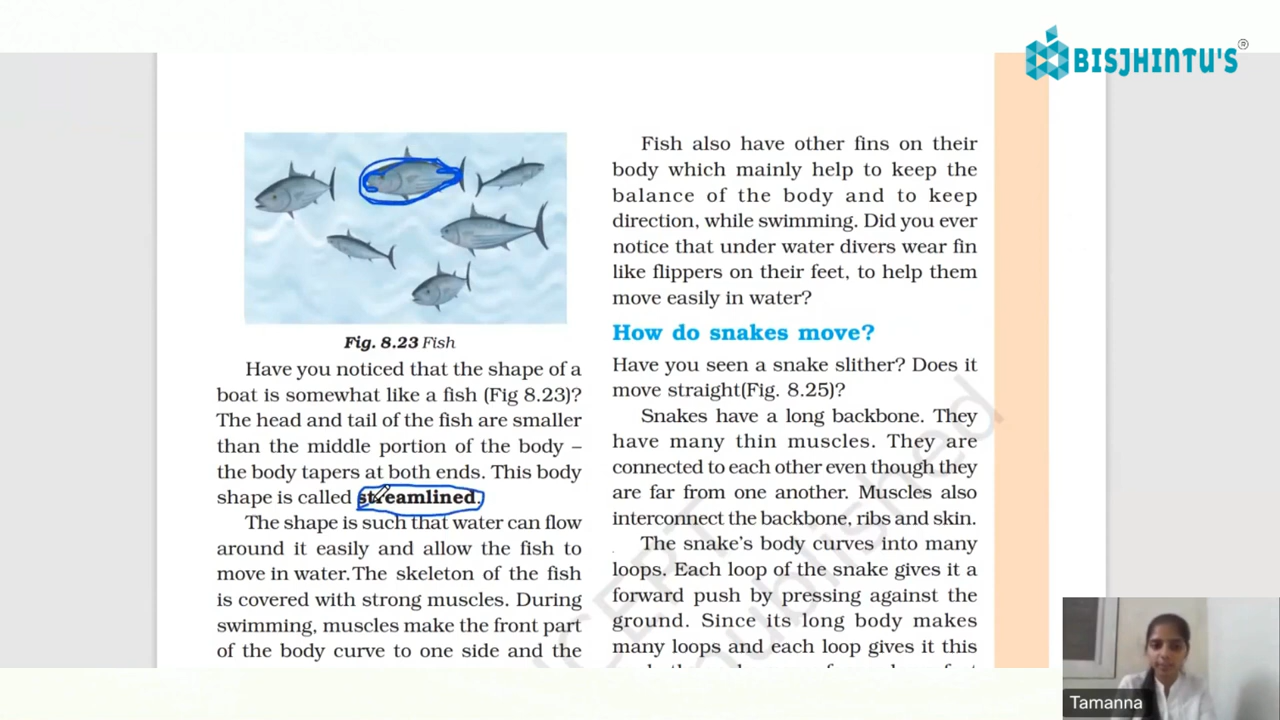 BISJHINTU'S®
Fig. 8.23 Fish
Have you noticed that the shape of a
boat is somewhat like a fish (Fig 8.23)?
The head and tail of the fish are smaller
than the middle portion of the body –
the body tapers at both ends. This body
shape is called streamlined.
The shape is such that water can flow
around it easily and allow the fish to
move in water. The skeleton of the fish
is covered with strong muscles. During
swimming, muscles make the front part
of the body curve to one side and the
Fish also have other fins on their
body which mainly help to keep the
balance of the body and to keep
direction, while swimming. Did you ever
notice that under water divers wear fin
like flippers on their feet, to help them
move easily in water?
How do snakes move?
Have you seen a snake slither? Does it
move straight(Fig. 8.25)?
Snakes have a long backbone. They
have many thin muscles. They are
connected to each other even though they
are far from one another. Muscles also
interconnect the backbone, ribs and skin.
The snake's body curves into many
loops. Each loop of the snake gives it a
forward push by pressing against the
ground. Since its long body makes
many loops and each loop gives it this
Tamanna